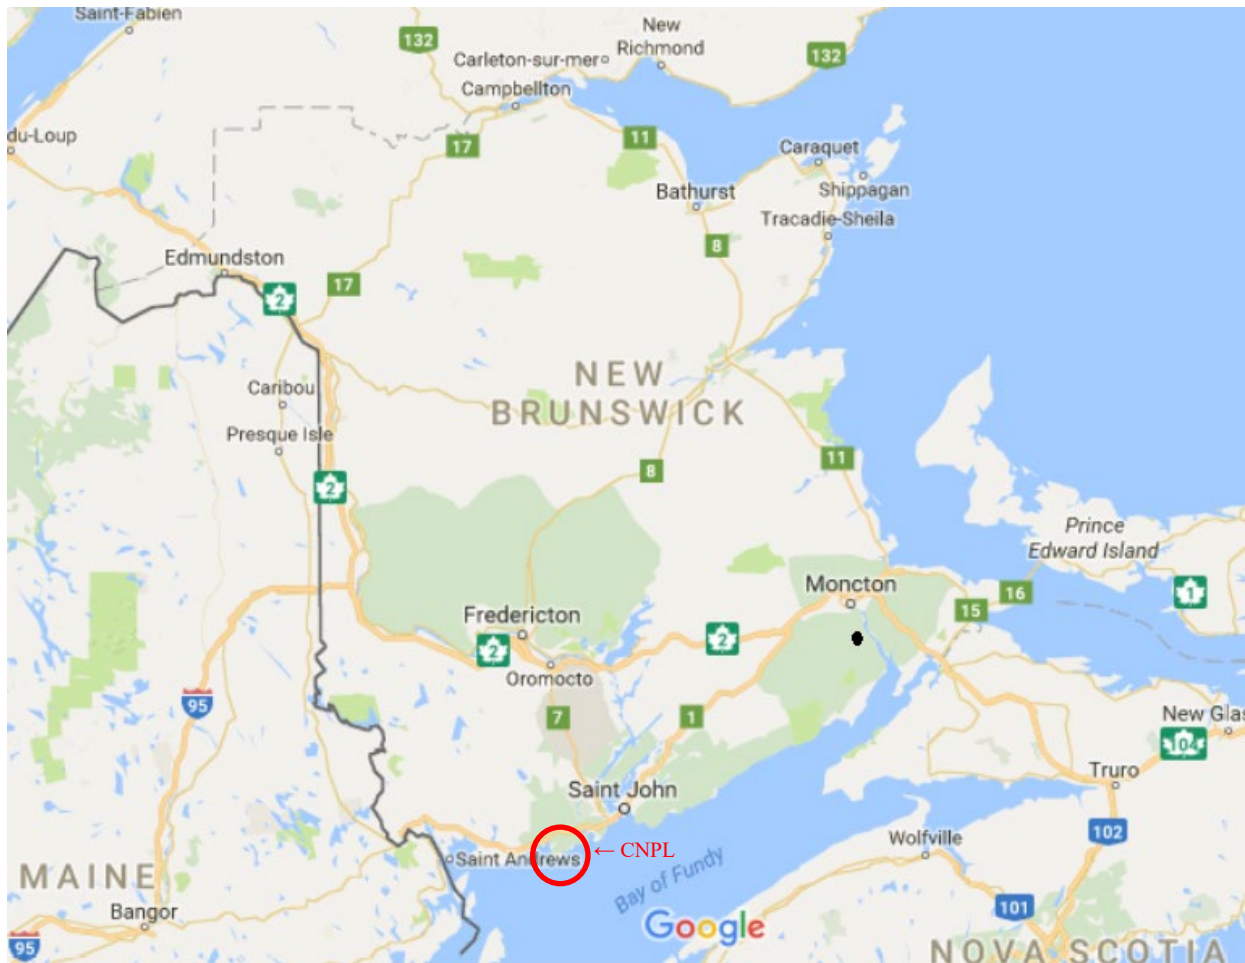 Saint-Fabien
132
New
Richmond
132
Carleton-sur-mer
Campbellton
du-Loup
17
11
Caraquet
Shippagan
Bathurst
Tracadie-Sheila
8
Edmundston
17
2
NEW
BRUNSWICK
Caribou
Presque Isle
11
8
2
Prince
Edward Island
Moncton
1
16
15
Fredericton
2
2
Oromocto
95
7
1
New Glas
104
Saint John
Truro
102
Wolfville
← CNPL
Saint Andrews
Bay of Fundy
MAINE
Bangor
101
Google
95
NOVA SCOTIA